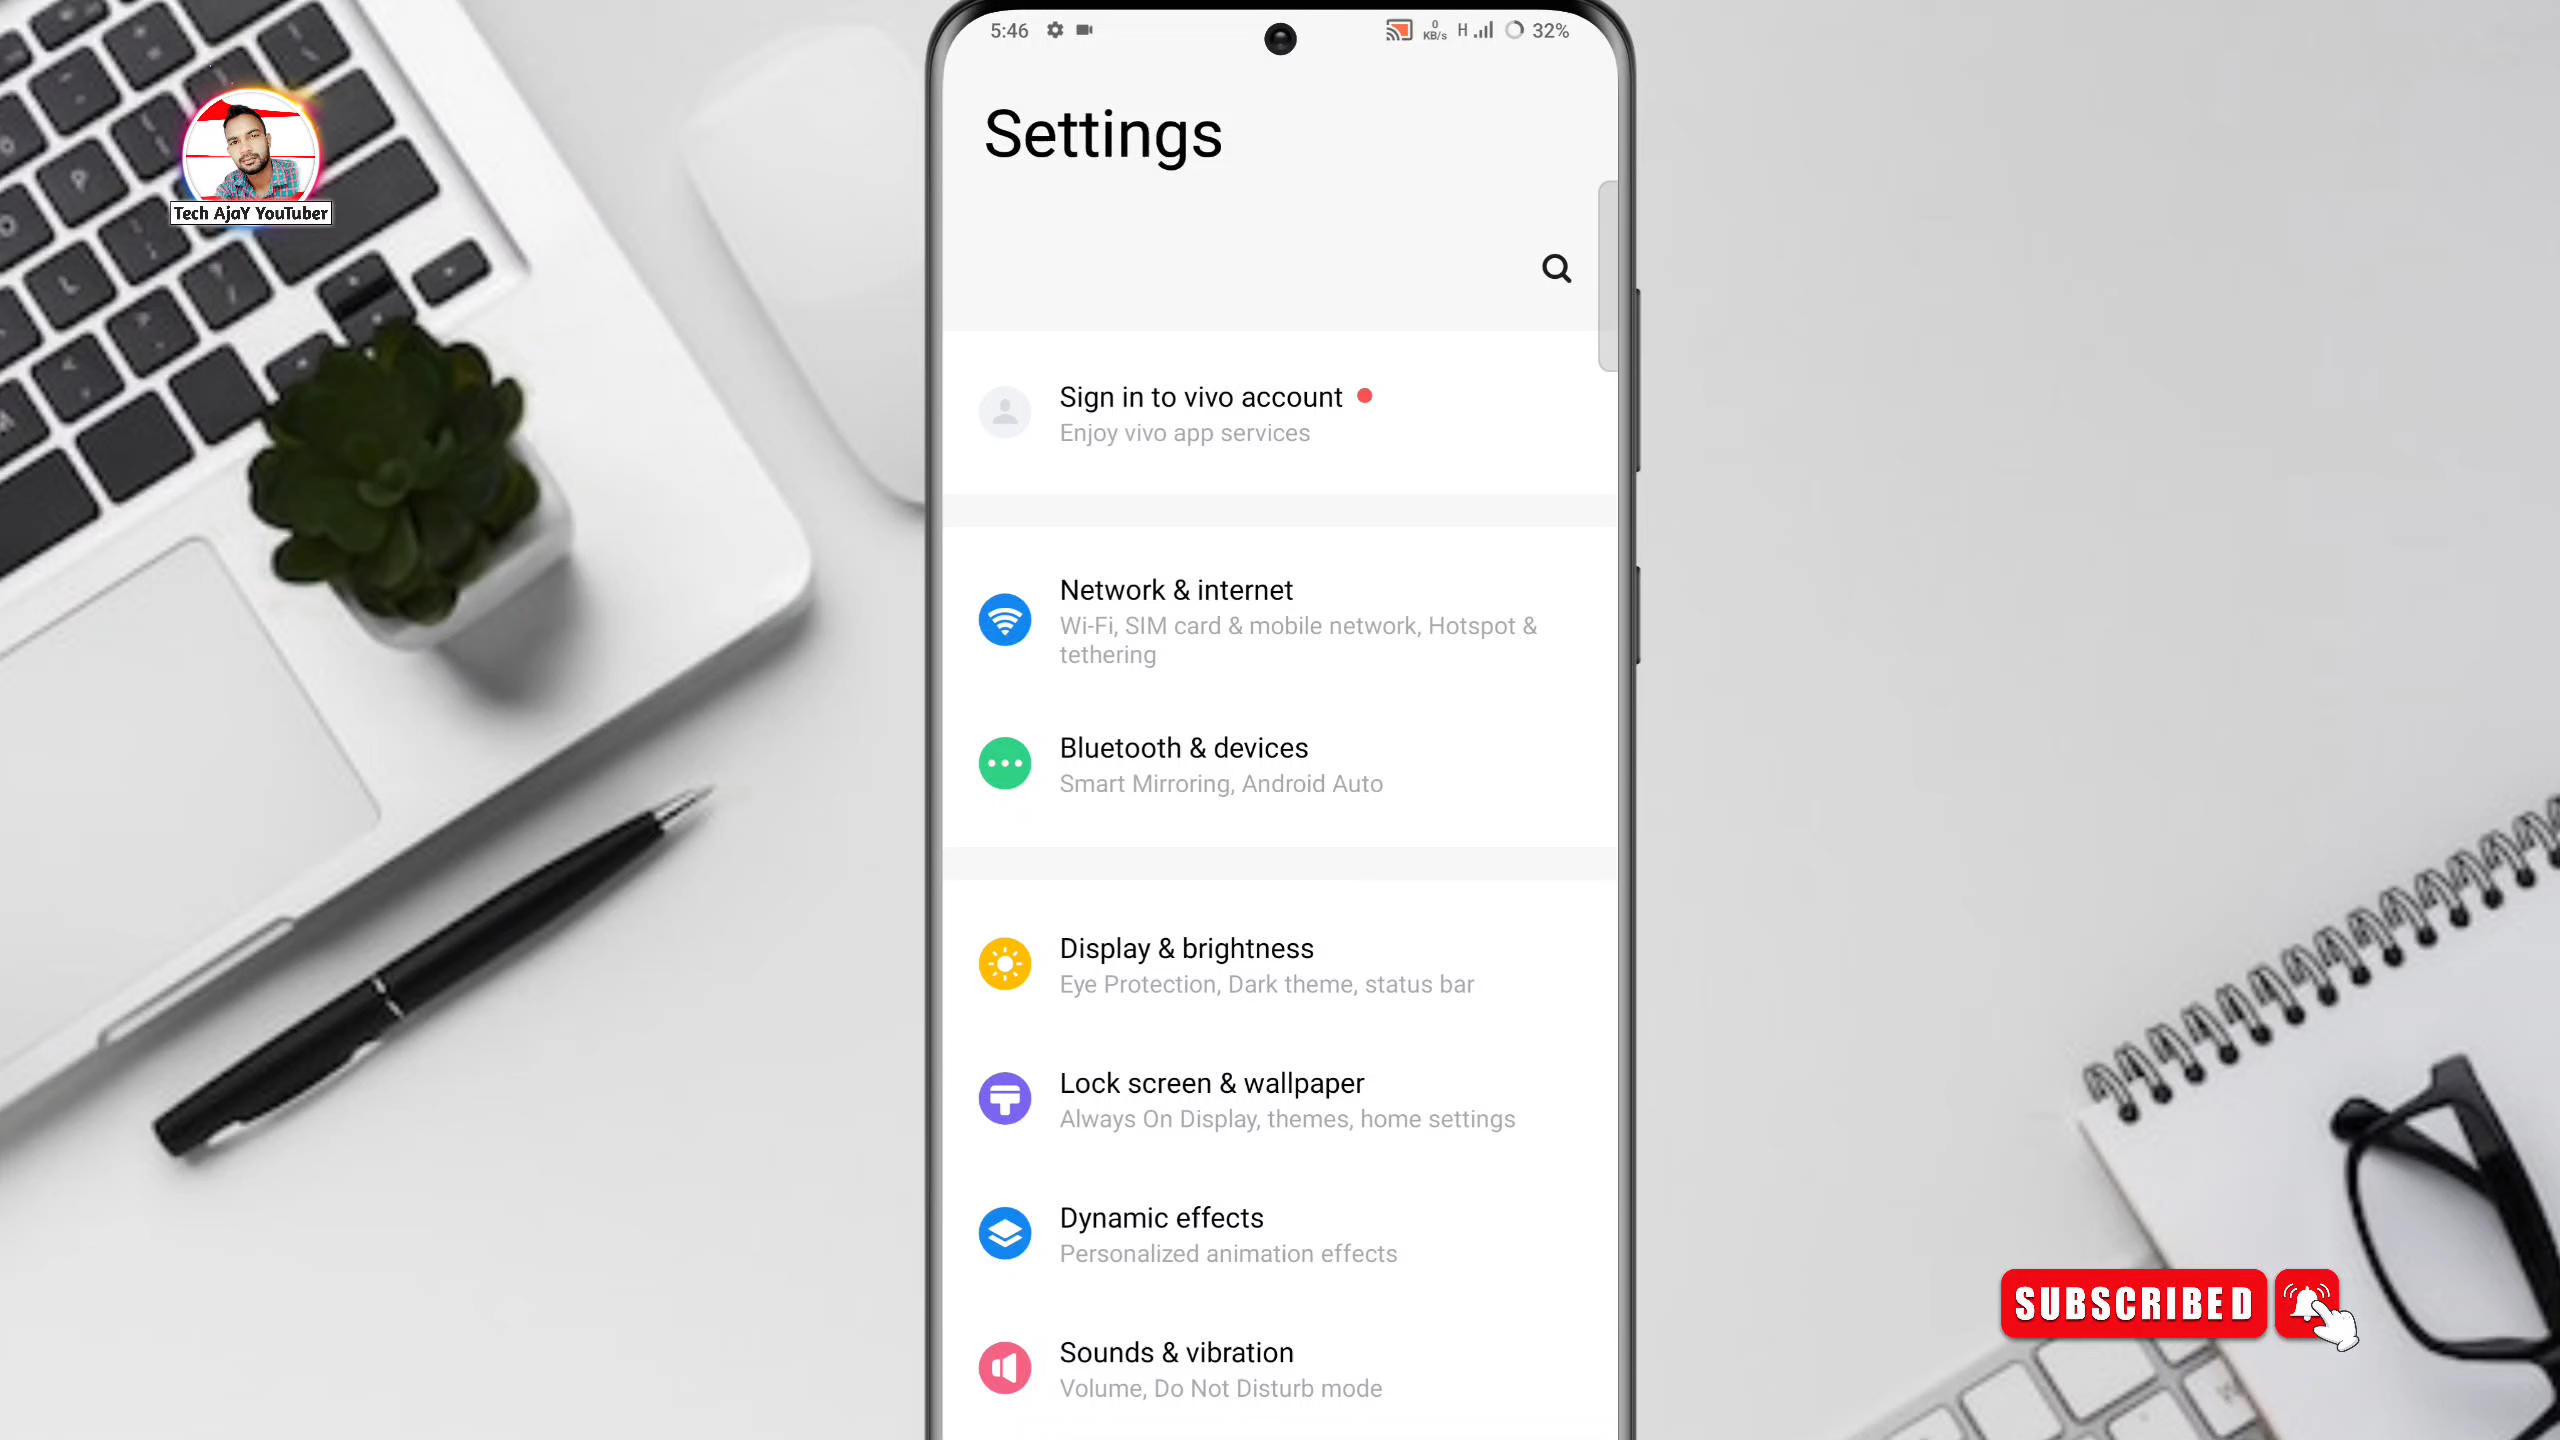 5:46
0
KB/s
H
32%
Tech AjaY YouTuber
Settings
Sign in to vivo account
Enjoy vivo app services
Network & internet
Wi-Fi, SIM card & mobile network, Hotspot &
tethering
Bluetooth & devices
Smart Mirroring, Android Auto
Display & brightness
Eye Protection, Dark theme, status bar
Lock screen & wallpaper
Always On Display, themes, home settings
Dynamic effects
Personalized animation effects
SUBSCRIBED
Sounds & vibration
Volume, Do Not Disturb mode